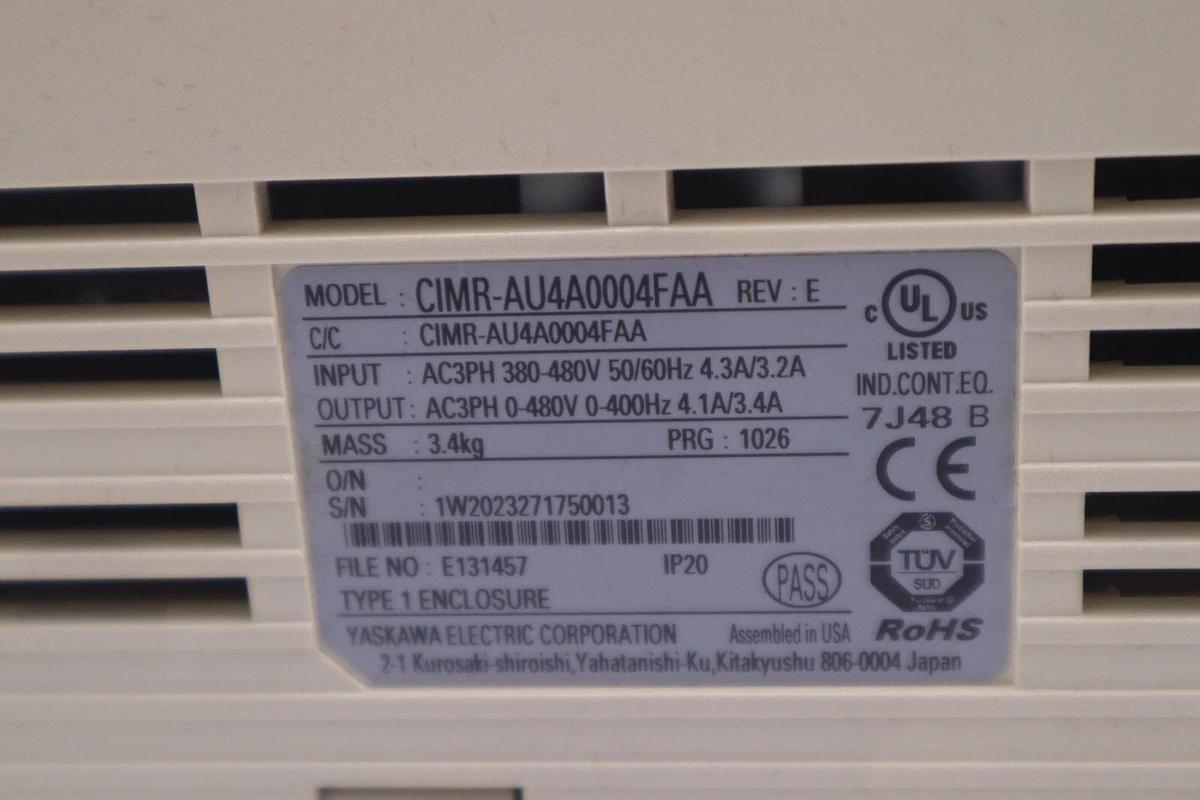 MODEL : CIMR-AU4A0004FAA REV : E
C/C : CIMR-AU4A0004FAA
INPUT : AC3PH 380-480V 50/60Hz 4.3A/3.2A
OUTPUT : AC3PH 0-480V 0-400Hz 4.1A/3.4A
MASS : 3.4kg PRG : 1026
O/N :
S/N : 1W2023271750013
FILE NO : E131457 IP20
TYPE 1 ENCLOSURE
PASS
YASKAWA ELECTRIC CORPORATION Assembled in USA
2-1 Kurosaki-shiroishi,Yahatanishi-Ku,Kitakyushu 806-0004 Japan
C UL US
LISTED
IND.CONT.EQ.
7J48 B
CE
TÜV
SÜD
RoHS